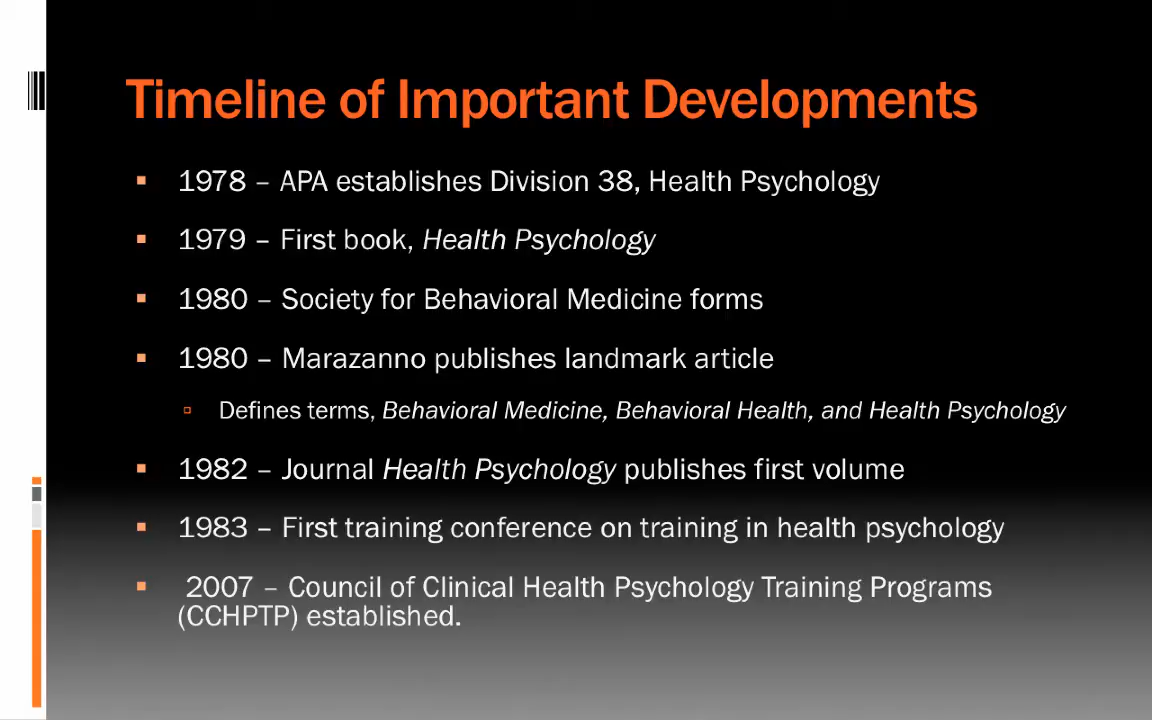 Timeline of Important Developments
▪ 1978 – APA establishes Division 38, Health Psychology
▪ 1979 – First book, Health Psychology
▪ 1980 – Society for Behavioral Medicine forms
▪ 1980 – Marazanno publishes landmark article
▫ Defines terms, Behavioral Medicine, Behavioral Health, and Health Psychology
▪ 1982 – Journal Health Psychology publishes first volume
▪ 1983 – First training conference on training in health psychology
▪ 2007 – Council of Clinical Health Psychology Training Programs
(CCHPTP) established.